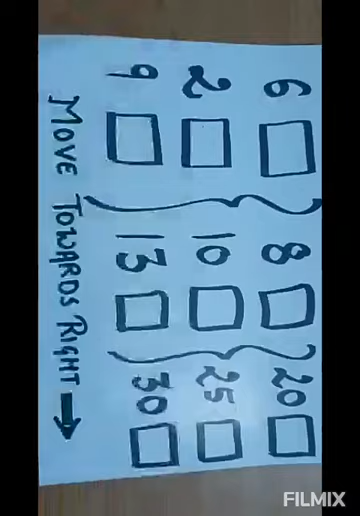 6 □ } 8 □ } 20 □
2 □ 10 □ 25 □
9 □ 13 □ 30 □
MOVE TOWARDS RIGHT →
FILMIX